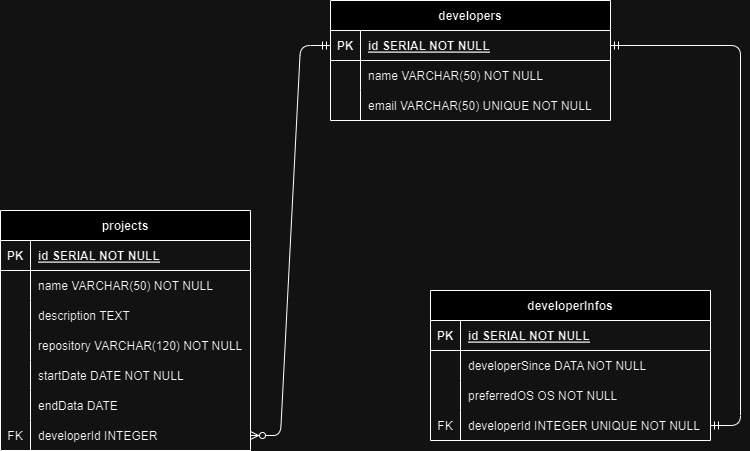 developers
PK id SERIAL NOT NULL
name VARCHAR(50) NOT NULL
email VARCHAR(50) UNIQUE NOT NULL
projects
PK id SERIAL NOT NULL
name VARCHAR(50) NOT NULL
description TEXT
repository VARCHAR(120) NOT NULL
startDate DATE NOT NULL
endData DATE
FK developerId INTEGER
developerInfos
PK id SERIAL NOT NULL
developerSince DATA NOT NULL
preferredOS OS NOT NULL
FK developerId INTEGER UNIQUE NOT NULL